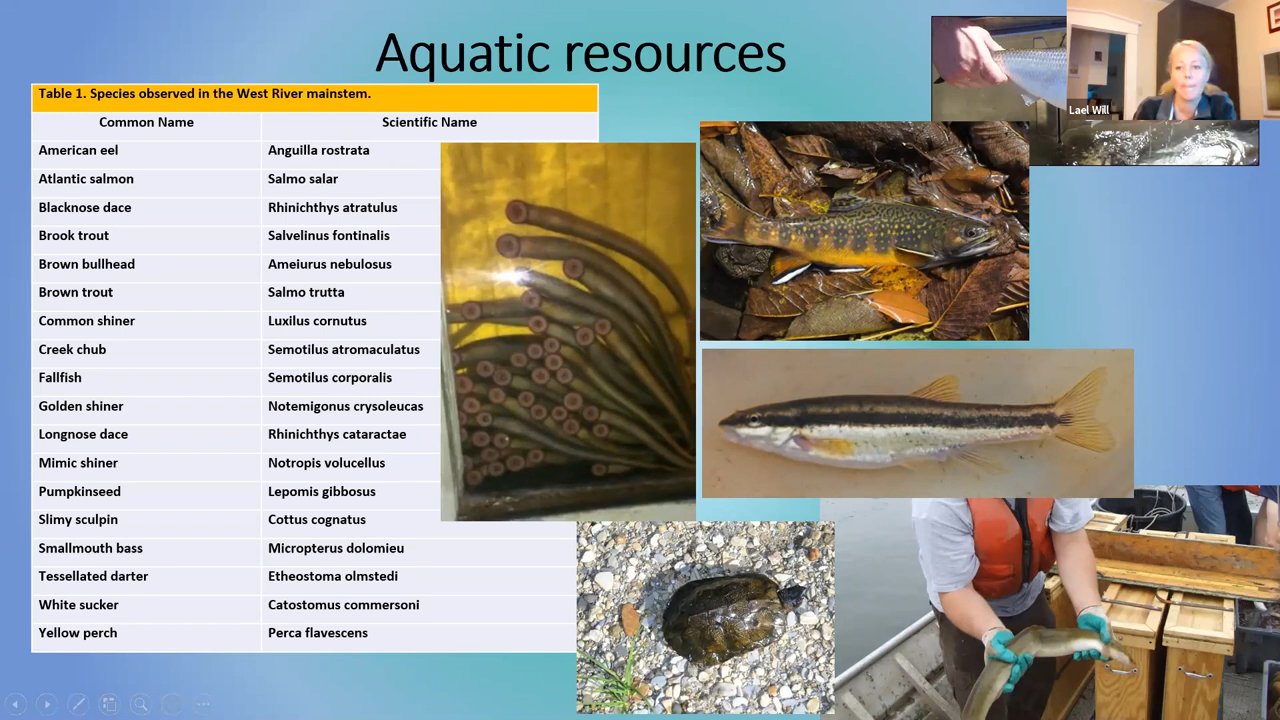 Aquatic resources
Lael Will
Table 1. Species observed in the West River mainstem.
Common Name Scientific Name
American eel Anguilla rostrata
Atlantic salmon Salmo salar
Blacknose dace Rhinichthys atratulus
Brook trout Salvelinus fontinalis
Brown bullhead Ameiurus nebulosus
Brown trout Salmo trutta
Common shiner Luxilus cornutus
Creek chub Semotilus atromaculatus
Fallfish Semotilus corporalis
Golden shiner Notemigonus crysoleucas
Longnose dace Rhinichthys cataractae
Mimic shiner Notropis volucellus
Pumpkinseed Lepomis gibbosus
Slimy sculpin Cottus cognatus
Smallmouth bass Micropterus dolomieu
Tessellated darter Etheostoma olmstedi
White sucker Catostomus commersoni
Yellow perch Perca flavescens